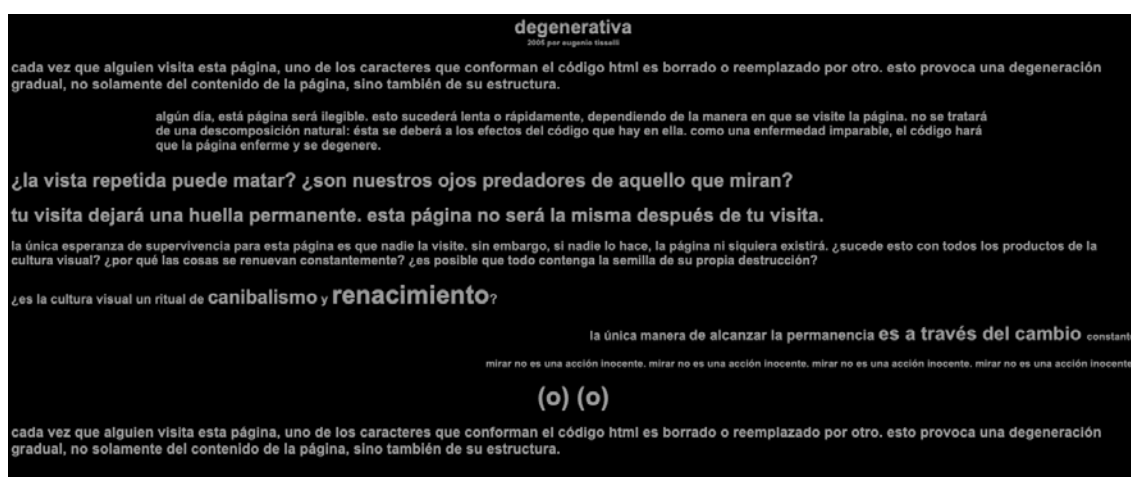 degenerativa
2005 por eugenio tisselli
cada vez que alguien visita esta página, uno de los caracteres que conforman el código html es borrado o reemplazado por otro. esto provoca una degeneración
gradual, no solamente del contenido de la página, sino también de su estructura.
algún día, está página será ilegible. esto sucederá lenta o rápidamente, dependiendo de la manera en que se visite la página. no se tratará
de una descomposición natural: ésta se deberá a los efectos del código que hay en ella. como una enfermedad imparable, el código hará
que la página enferme y se degenere.
¿la vista repetida puede matar? ¿son nuestros ojos predadores de aquello que miran?
tu visita dejará una huella permanente. esta página no será la misma después de tu visita.
la única esperanza de supervivencia para esta página es que nadie la visite. sin embargo, si nadie lo hace, la página ni siquiera existirá. ¿sucede esto con todos los productos de la
cultura visual? ¿por qué las cosas se renuevan constantemente? ¿es posible que todo contenga la semilla de su propia destrucción?
¿es la cultura visual un ritual de canibalismo y renacimiento?
la única manera de alcanzar la permanencia es a través del cambio constante
mirar no es una acción inocente. mirar no es una acción inocente. mirar no es una acción inocente. mirar no es una acción inocente
(o) (o)
cada vez que alguien visita esta página, uno de los caracteres que conforman el código html es borrado o reemplazado por otro. esto provoca una degeneración
gradual, no solamente del contenido de la página, sino también de su estructura.